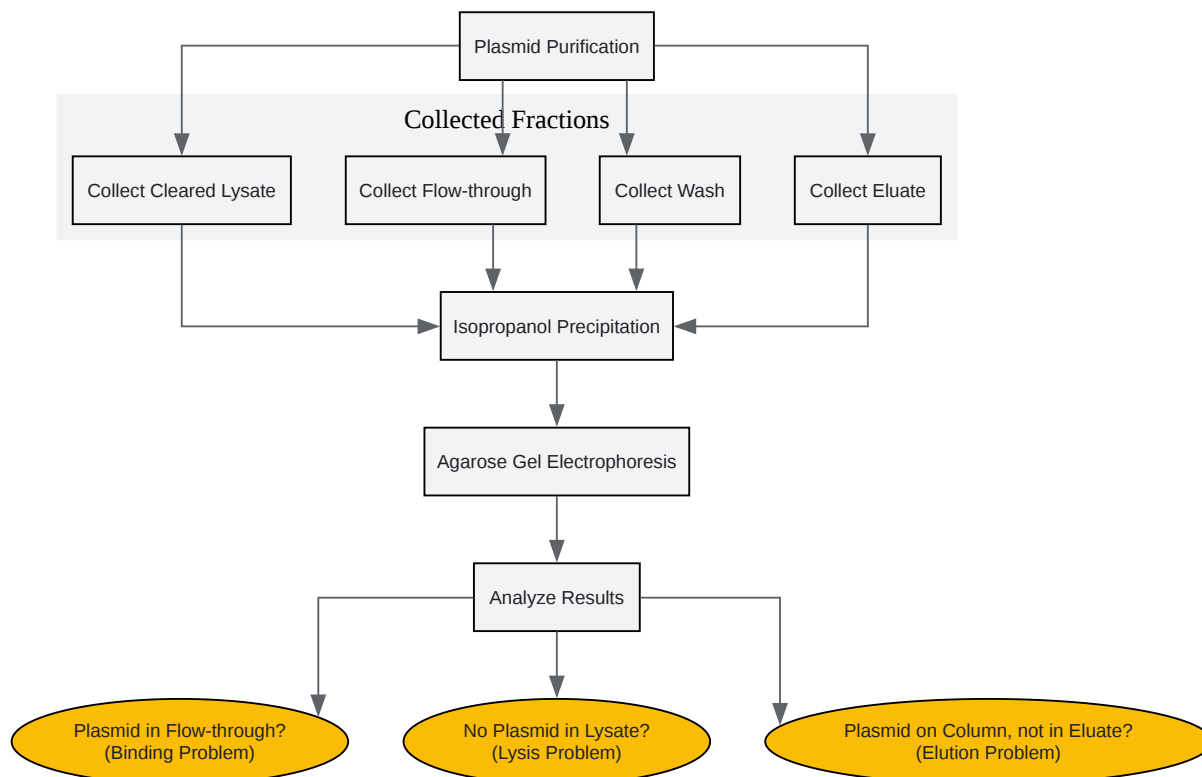 Plasmid Purification
Collected Fractions
Collect Cleared Lysate
Collect Flow-through
Collect Wash
Collect Eluate
Isopropanol Precipitation
Agarose Gel Electrophoresis
Analyze Results
Plasmid in Flow-through?
(Binding Problem)
No Plasmid in Lysate?
(Lysis Problem)
Plasmid on Column, not in Eluate?
(Elution Problem)